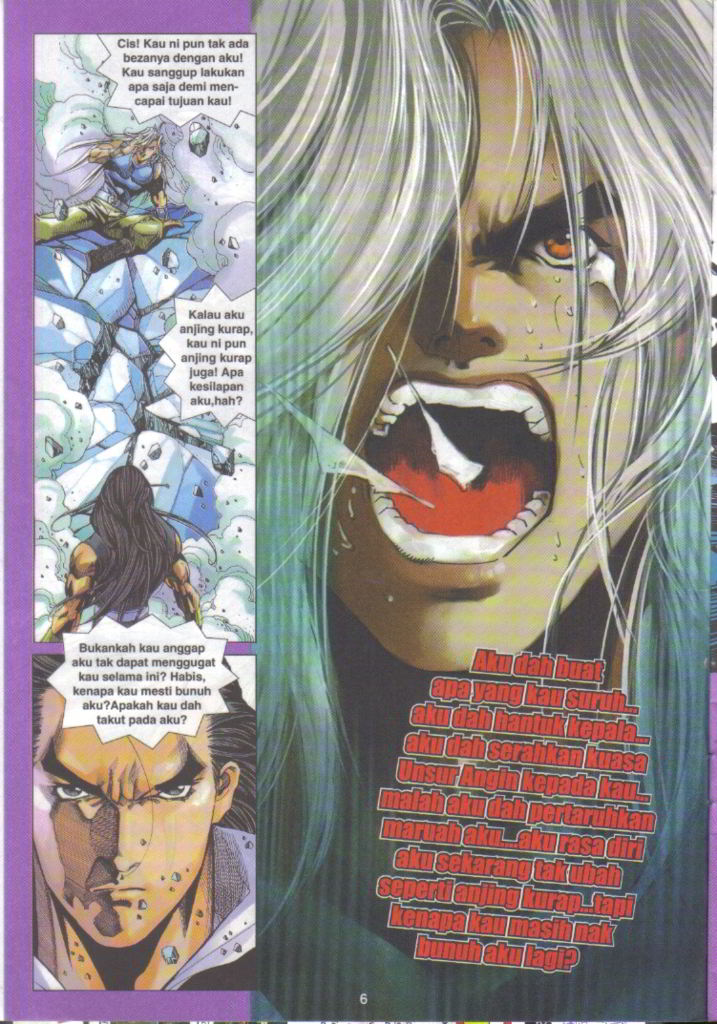 Cis! Kau ni pun tak ada
bezanya dengan aku!
Kau sanggup lakukan
apa saja demi men-
capai tujuan kau!
Kalau aku
anjing kurap,
kau ni pun
anjing kurap
juga! Apa
kesilapan
aku,hah?
Bukankah kau anggap
aku tak dapat menggugat
kau selama ini? Habis,
kenapa kau mesti bunuh
aku?Apakah kau dah
takut pada aku?
Aku dah buat
apa yang kau suruh...
aku dah hantuk kepala...
aku dah serahkan kuasa
Unsur Angin kepada kau...
malah aku dah pertaruhkan
maruah aku....aku rasa diri
aku sekarang tak ubah
seperti anjing kurap...tapi
kenapa kau masih nak
bunuh aku lagi?
6